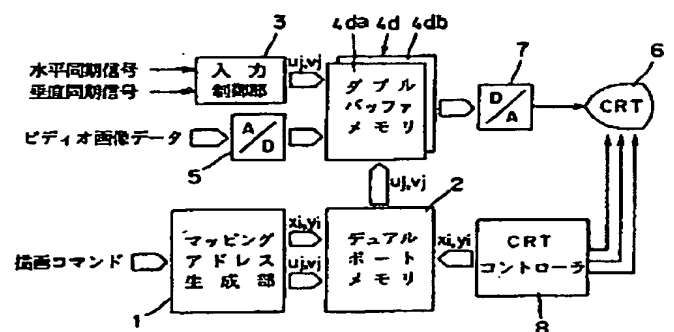 3
4da 4d 4db
7
6
水平同期信号
垂直同期信号
入力
制御部
uj,vj
ダブル
バッファ
メモリ
D/A
CRT
ビディオ画像データ
A/D
5
uj,vj
2
描画コマンド
マッピング
アドレス
生成部
xi,yi
uj,vj
デュアル
ポート
メモリ
xi,yi
CRT
コントローラ
1
8